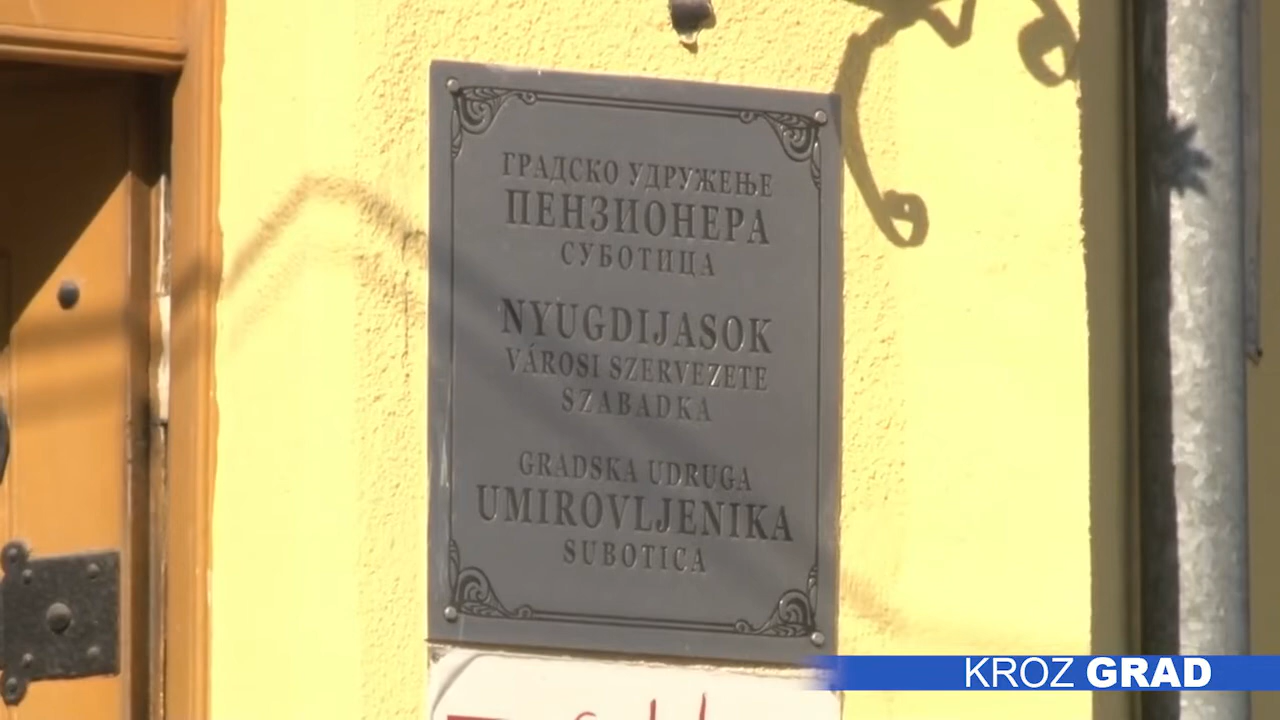 ГРАДСКО УДРУЖЕЊЕ
ПЕНЗИОНЕРА
СУБОТИЦА
NYUGDIJASOK
VÁROSI SZERVEZETE
SZABADKA
GRADSKA UDRUGA
UMIROVLJENIKA
SUBOTICA
KROZ GRAD